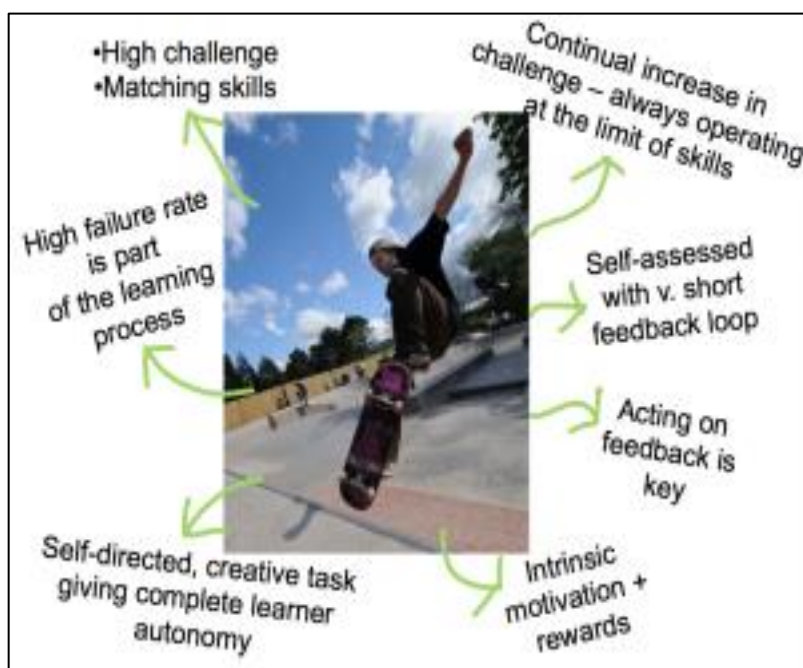 •High challenge
•Matching skills
Continual increase in
challenge – always operating
at the limit of skills
High failure rate
is part
of the learning
process
Self-assessed
with v. short
feedback loop
Acting on
feedback is
key
Self-directed, creative task
giving complete learner
autonomy
Intrinsic
motivation +
rewards